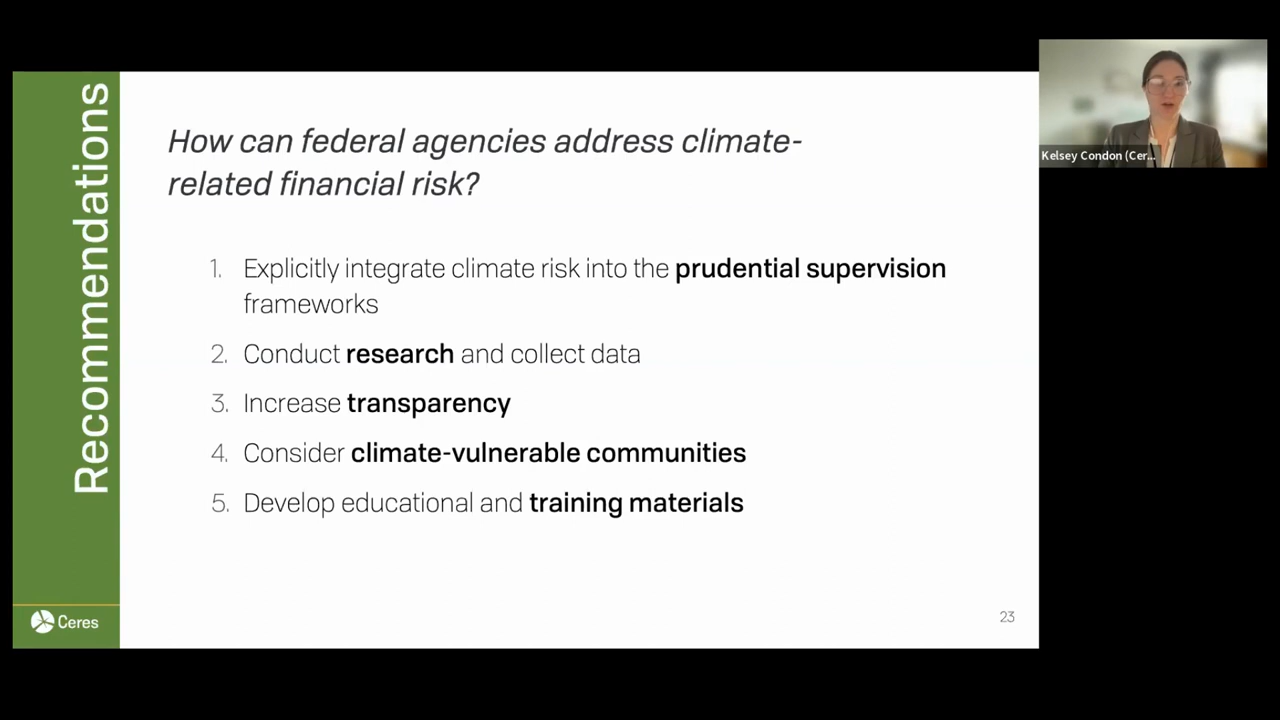 Recommendations
How can federal agencies address climate-
related financial risk?
1. Explicitly integrate climate risk into the prudential supervision
frameworks
2. Conduct research and collect data
3. Increase transparency
4. Consider climate-vulnerable communities
5. Develop educational and training materials
Ceres
23
Kelsey Condon (Cer...